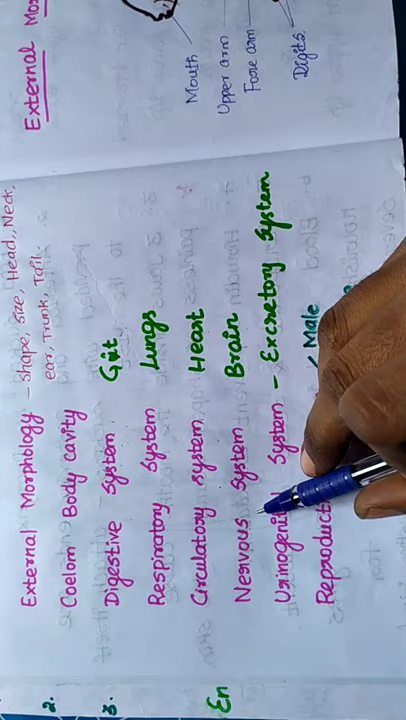 External Mo
Mouth
Upper arm
Fore arm
Digits.
External Morphology - Shape, Size, Head, Neck,
ear, Trunk, Tail.
2. Coelom Body cavity
3. Digestive System Gut
Respiratory System Lungs
Circulatory system Heart
En Nervous System Brain
Urinogenital System - Excretory System
Reproduct Male